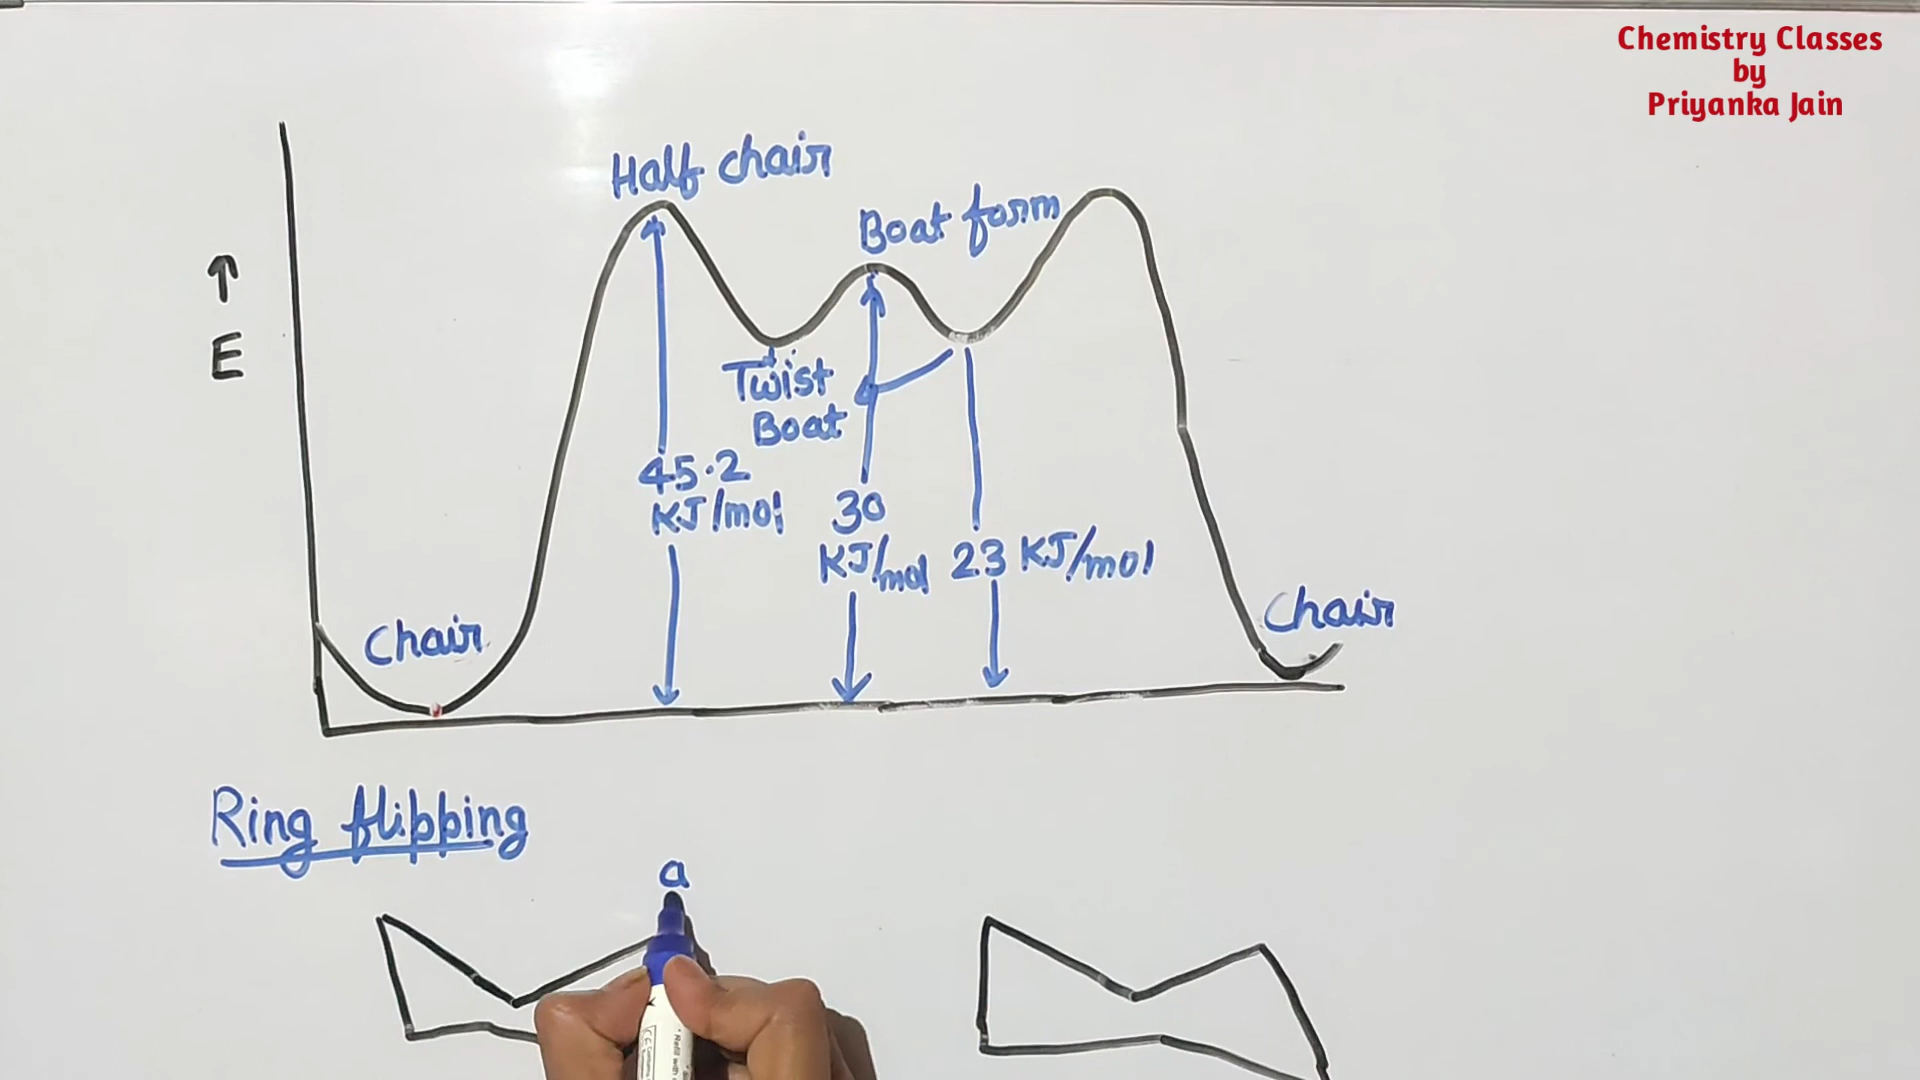 Chemistry Classes
by
Priyanka Jain
Half chair
Boat form
↑
E
Twist
Boat
45.2
KJ/mol
30
KJ/mol
23 KJ/mol
Chair
Chair
Ring flipping
a